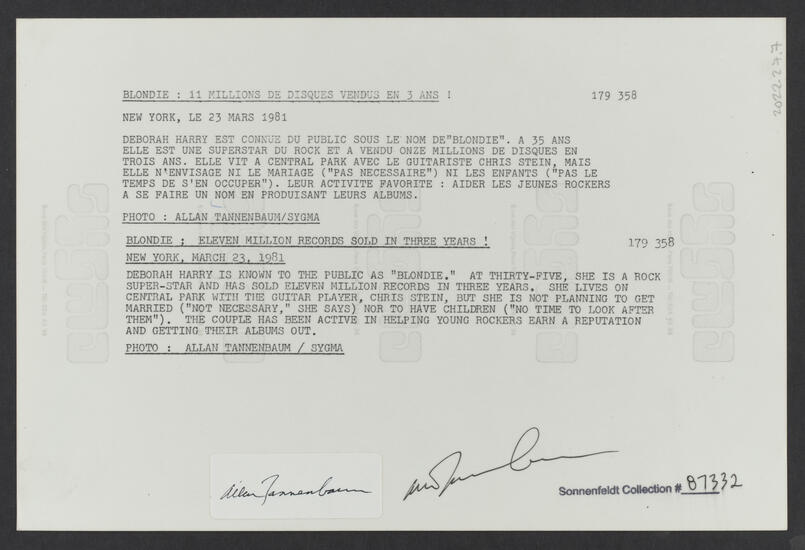 2022.27.7
BLONDIE : 11 MILLIONS DE DISQUES VENDUS EN 3 ANS ! 179 358
NEW YORK, LE 23 MARS 1981
DEBORAH HARRY EST CONNUE DU PUBLIC SOUS LE NOM DE"BLONDIE". A 35 ANS
ELLE EST UNE SUPERSTAR DU ROCK ET A VENDU ONZE MILLIONS DE DISQUES EN
TROIS ANS. ELLE VIT A CENTRAL PARK AVEC LE GUITARISTE CHRIS STEIN, MAIS
ELLE N'ENVISAGE NI LE MARIAGE ("PAS NECESSAIRE") NI LES ENFANTS ("PAS LE
TEMPS DE S'EN OCCUPER"). LEUR ACTIVITE FAVORITE : AIDER LES JEUNES ROCKERS
A SE FAIRE UN NOM EN PRODUISANT LEURS ALBUMS.
PHOTO : ALLAN TANNENBAUM/SYGMA
BLONDIE ; ELEVEN MILLION RECORDS SOLD IN THREE YEARS ! 179 358
NEW YORK, MARCH 23, 1981
DEBORAH HARRY IS KNOWN TO THE PUBLIC AS "BLONDIE." AT THIRTY-FIVE, SHE IS A ROCK
SUPER-STAR AND HAS SOLD ELEVEN MILLION RECORDS IN THREE YEARS. SHE LIVES ON
CENTRAL PARK WITH THE GUITAR PLAYER, CHRIS STEIN, BUT SHE IS NOT PLANNING TO GET
MARRIED ("NOT NECESSARY," SHE SAYS) NOR TO HAVE CHILDREN ("NO TIME TO LOOK AFTER
THEM"). THE COUPLE HAS BEEN ACTIVE IN HELPING YOUNG ROCKERS EARN A REPUTATION
AND GETTING THEIR ALBUMS OUT.
PHOTO : ALLAN TANNENBAUM / SYGMA
Allan Tannenbaum
Sonnenfeldt Collection # 87332